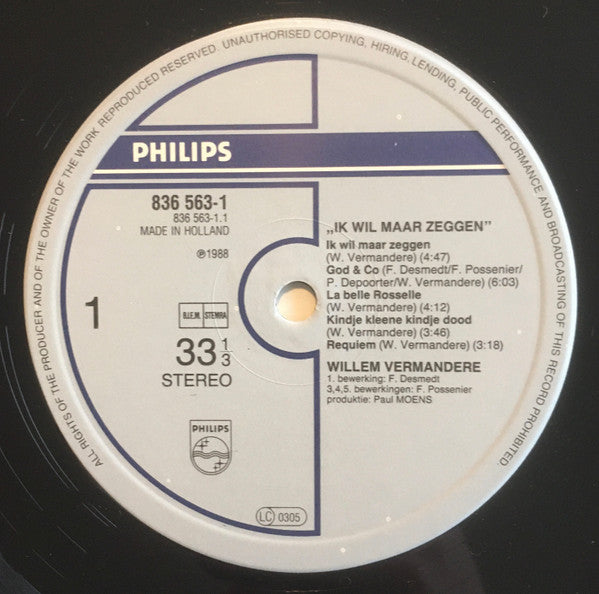 ALL RIGHTS OF THE PRODUCER AND OF THE OWNER OF THE WORK REPRODUCED RESERVED. UNAUTHORISED COPYING, HIRING, LENDING, PUBLIC PERFORMANCE AND BROADCASTING OF THIS RECORD PROHIBITED.
PHILIPS
836 563-1
836 563-1.1
MADE IN HOLLAND
℗1988
1
B.I.E.M. STEMRA
33 1/3
STEREO
PHILIPS
LC 0305
„IK WIL MAAR ZEGGEN"
Ik wil maar zeggen
(W. Vermandere) (4:47)
God & Co (F. Desmedt/F. Possenier/
P. Depoorter/W. Vermandere) (6:03)
La belle Rosselle
(W. Vermandere) (4:12)
Kindje kleene kindje dood
(W. Vermandere) (3:46)
Requiem (W. Vermandere) (3:18)
WILLEM VERMANDERE
1. bewerking: F. Desmedt
3,4,5. bewerkingen: F. Possenier
produktie: Paul MOENS